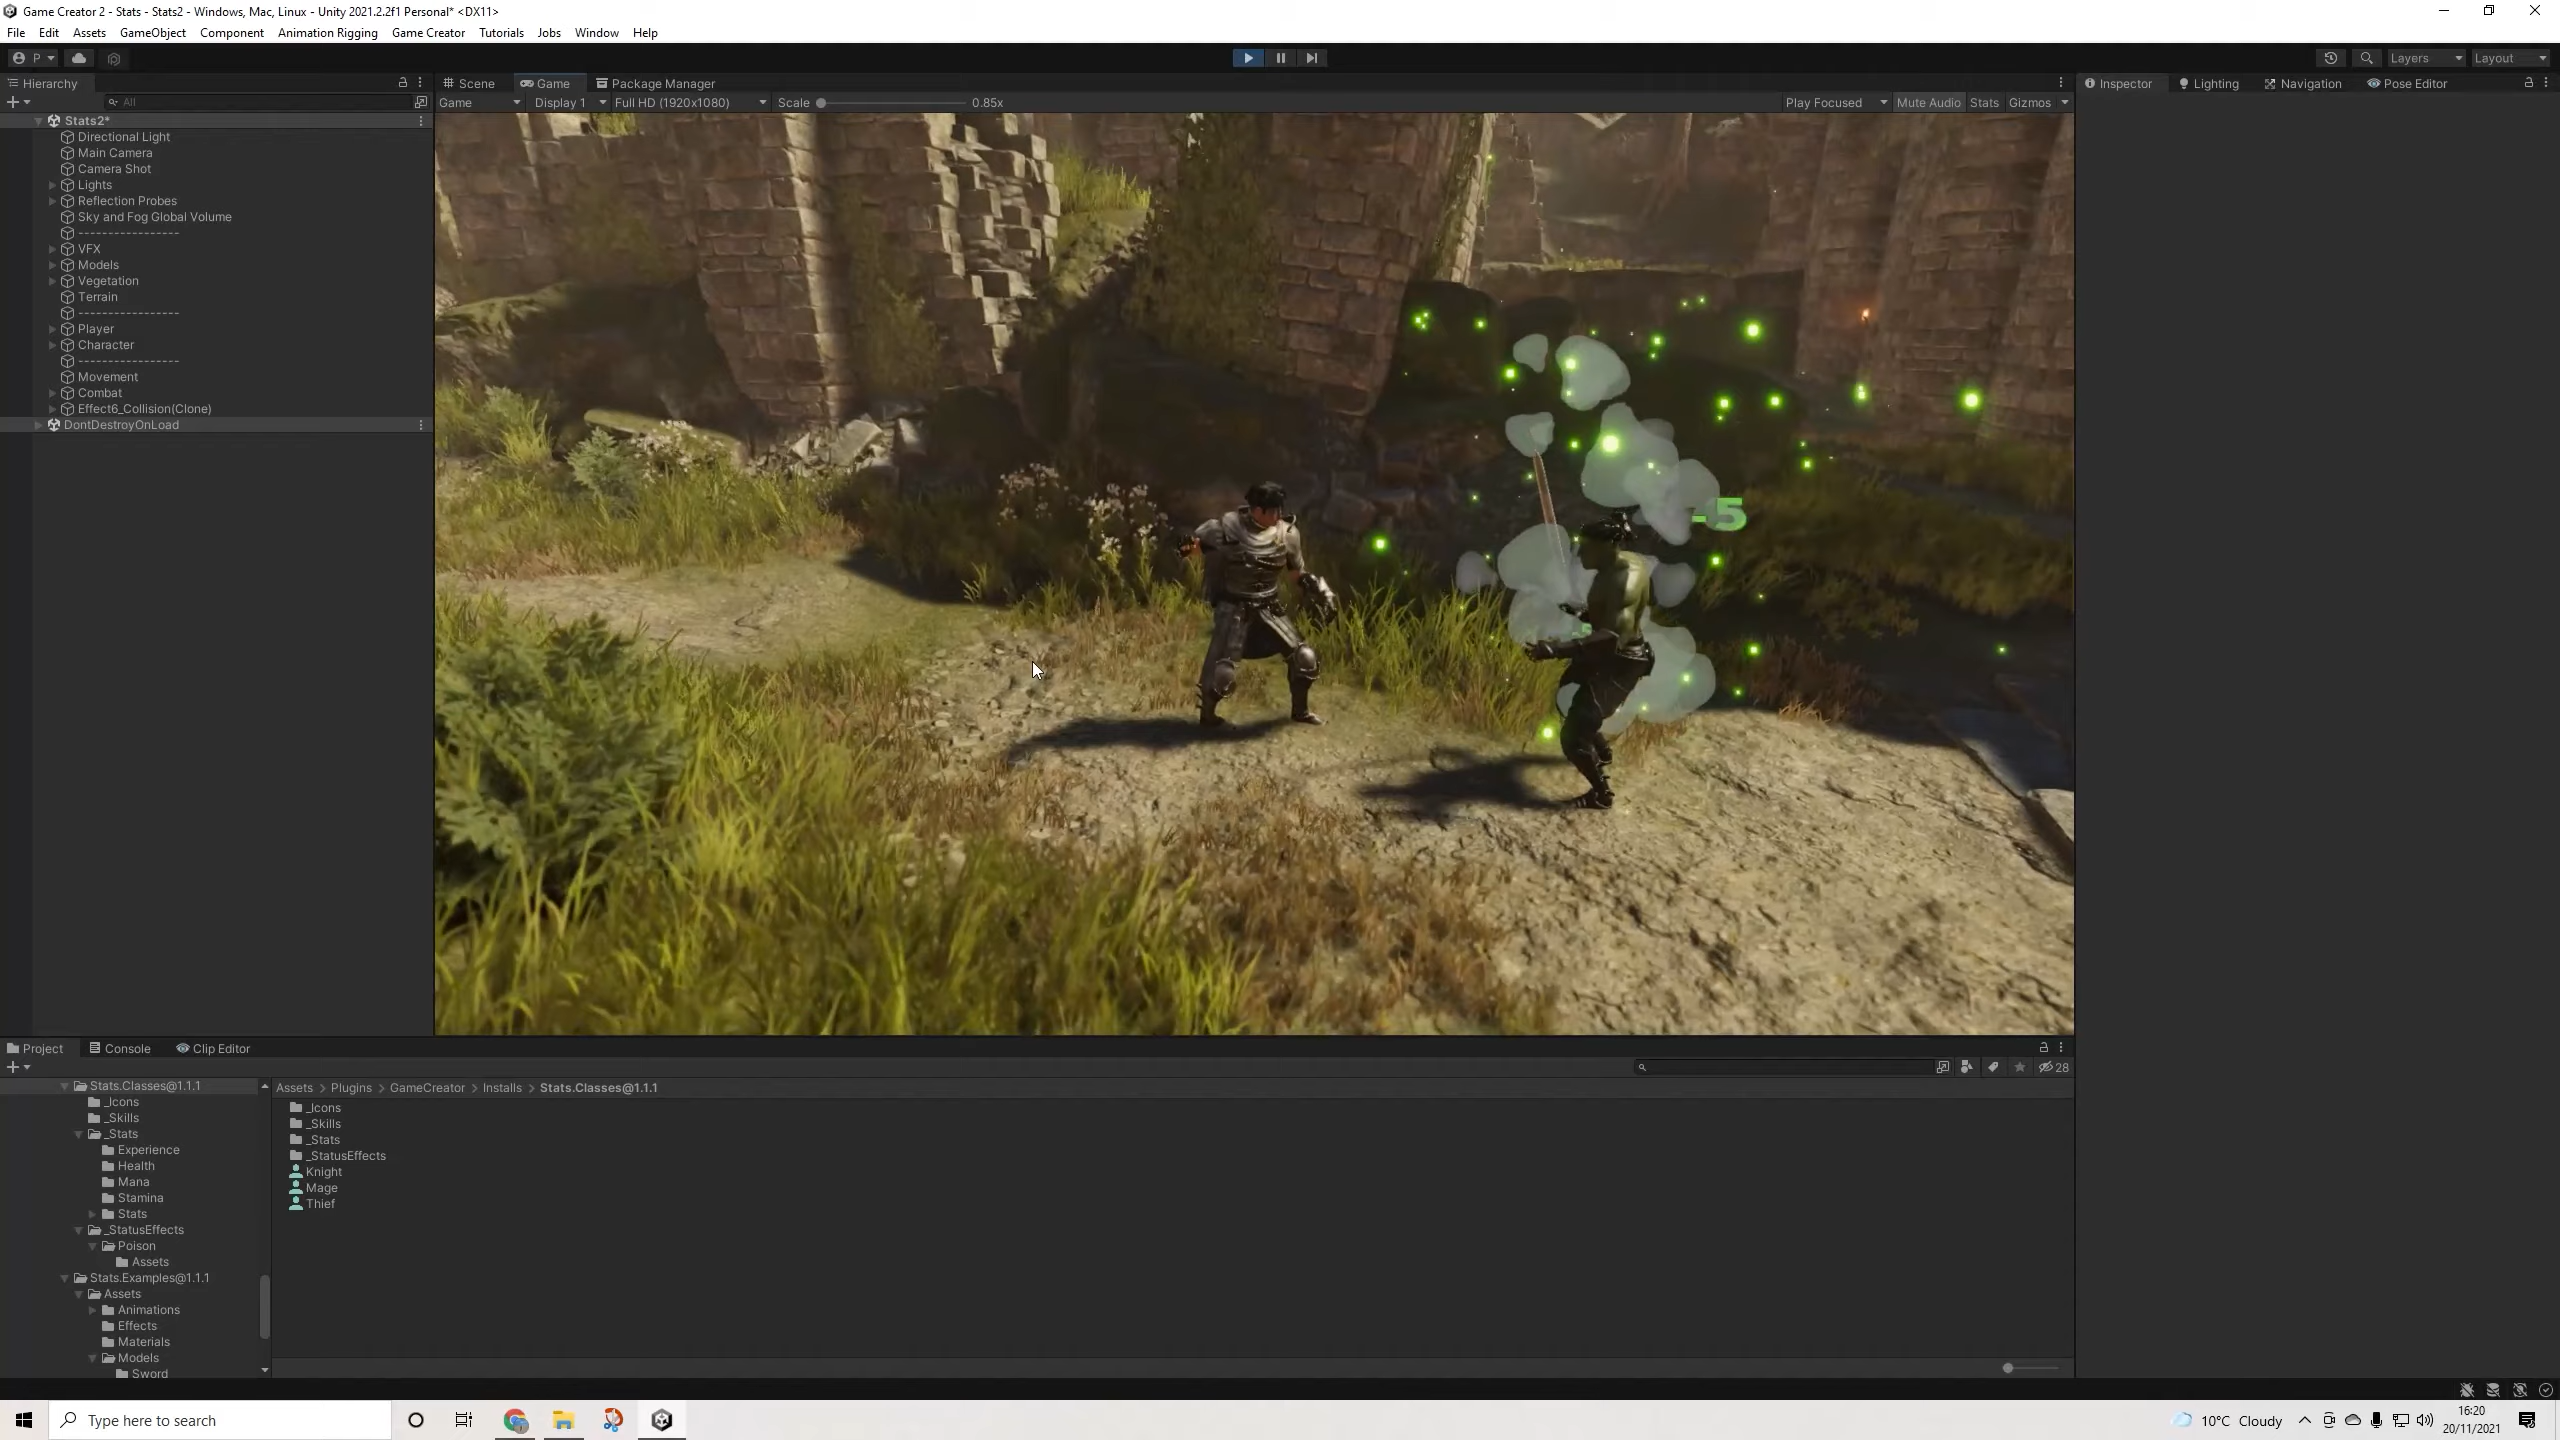 Game Creator 2 - Stats - Stats2 - Windows, Mac, Linux - Unity 2021.2.2f1 Personal* <DX11>
File Edit Assets GameObject Component Animation Rigging Game Creator Tutorials Jobs Window Help
P Layers Layout
Hierarchy Scene Game Package Manager Inspector Lighting Navigation Pose Editor
All Game Display 1 Full HD (1920x1080) Scale 0.85x Play Focused Mute Audio Stats Gizmos
Stats2*
Directional Light
Main Camera
Camera Shot
Lights
Reflection Probes
Sky and Fog Global Volume
-----------------
VFX
Models
Vegetation
Terrain
-----------------
Player
Character
-----------------
Movement
Combat
Effect6_Collision(Clone)
DontDestroyOnLoad
-5
-5
Project Console Clip Editor
28
Stats.Classes@1.1.1
_Icons
_Skills
_Stats
Experience
Health
Mana
Stamina
Stats
_StatusEffects
Poison
Assets
Stats.Examples@1.1.1
Assets
Animations
Effects
Materials
Models
Sword
Assets > Plugins > GameCreator > Installs > Stats.Classes@1.1.1
_Icons
_Skills
_Stats
_StatusEffects
Knight
Mage
Thief
Type here to search
10°C Cloudy
16:20
20/11/2021